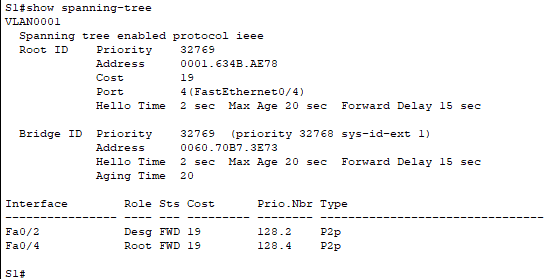 S1#show spanning-tree
VLAN0001
  Spanning tree enabled protocol ieee
  Root ID    Priority    32769
             Address     0001.634B.AE78
             Cost        19
             Port        4(FastEthernet0/4)
             Hello Time  2 sec  Max Age 20 sec  Forward Delay 15 sec
  Bridge ID  Priority    32769  (priority 32768 sys-id-ext 1)
             Address     0060.70B7.3E73
             Hello Time  2 sec  Max Age 20 sec  Forward Delay 15 sec
             Aging Time  20
Interface        Role Sts Cost      Prio.Nbr Type
---------------- ---- --- --------- -------- --------------------------------
Fa0/2            Desg FWD 19        128.2    P2p
Fa0/4            Root FWD 19        128.4    P2p
S1#